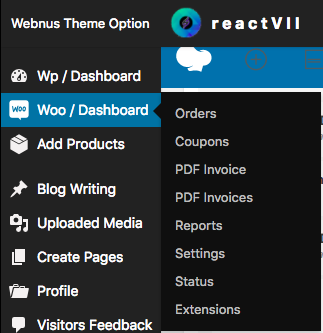 Webnus Theme Option
reactVII
Wp / Dashboard
Woo / Dashboard
Add Products
Blog Writing
Uploaded Media
Create Pages
Profile
Visitors Feedback
Orders
Coupons
PDF Invoice
PDF Invoices
Reports
Settings
Status
Extensions